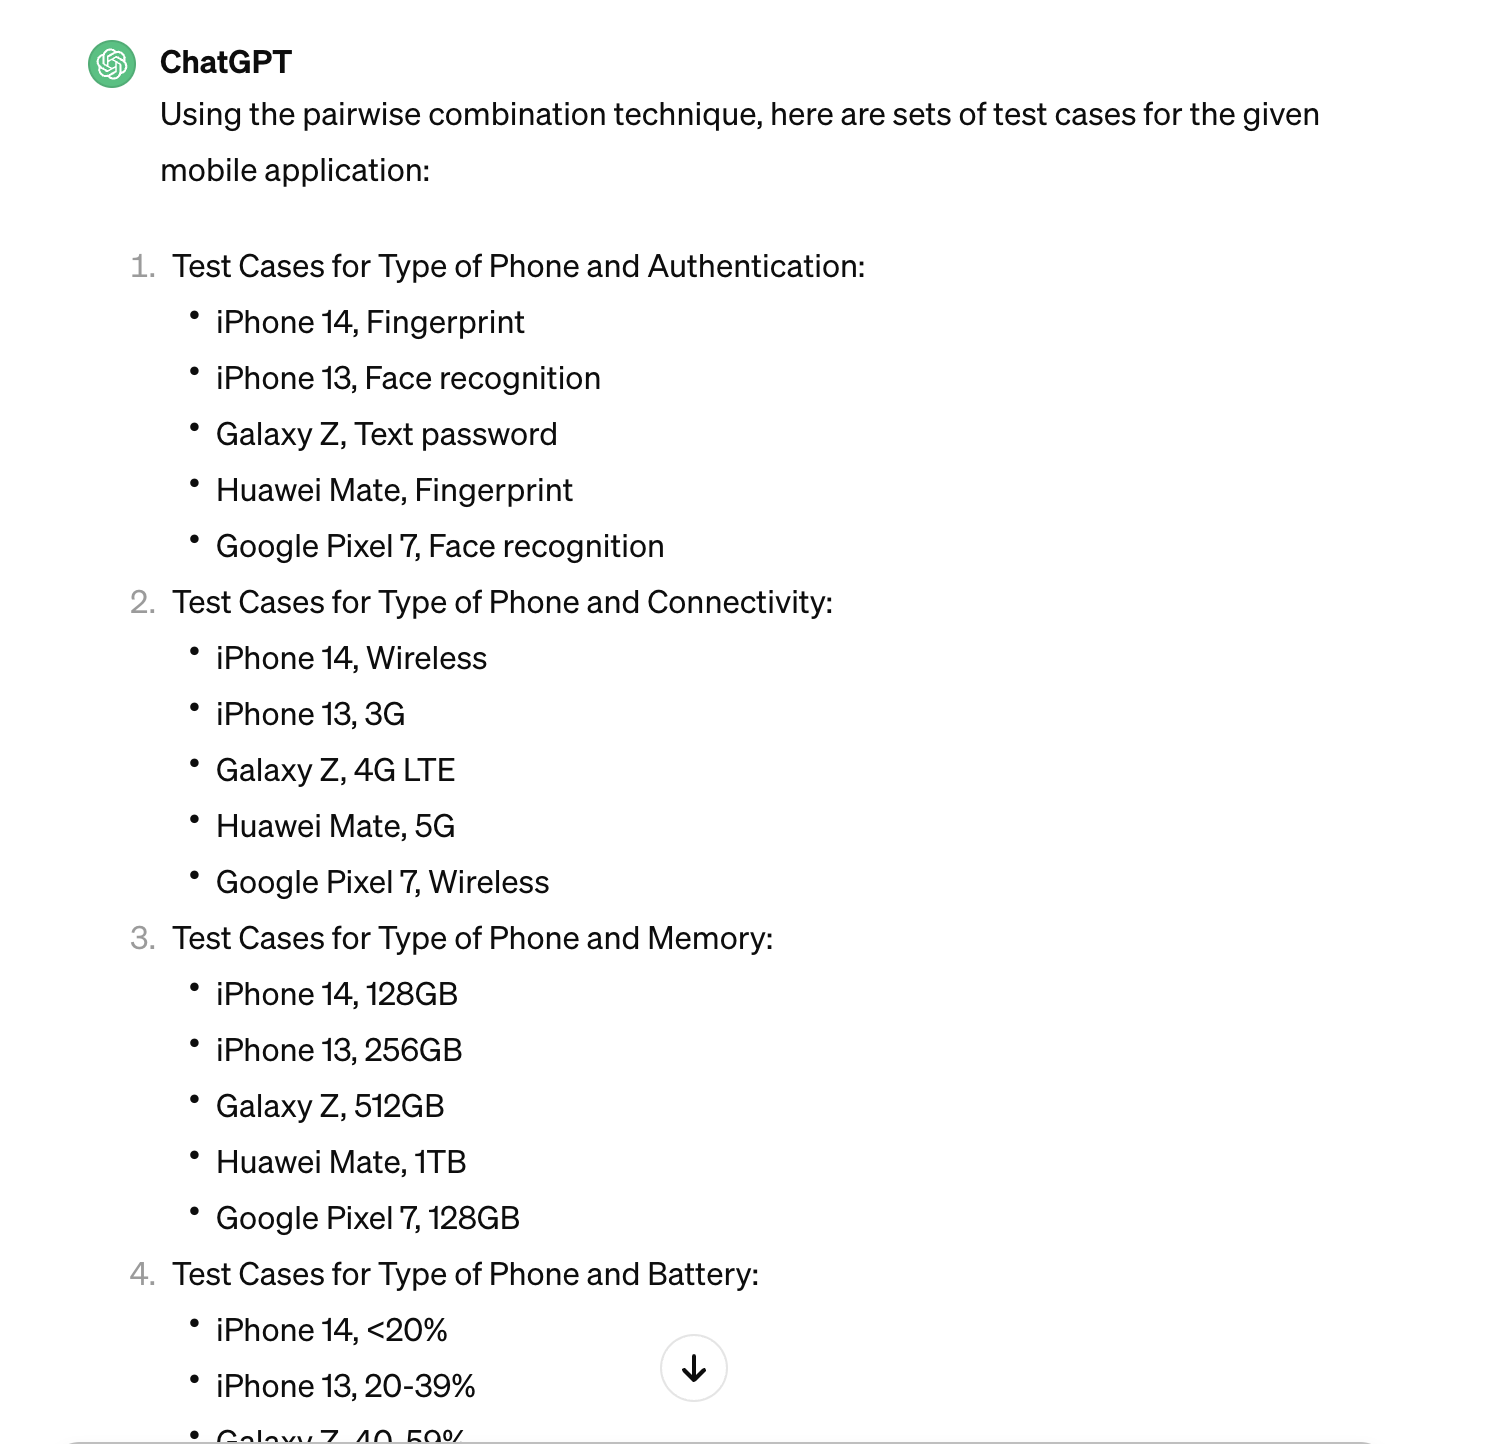 ChatGPT
Using the pairwise combination technique, here are sets of test cases for the given
mobile application:
1. Test Cases for Type of Phone and Authentication:
• iPhone 14, Fingerprint
• iPhone 13, Face recognition
• Galaxy Z, Text password
• Huawei Mate, Fingerprint
• Google Pixel 7, Face recognition
2. Test Cases for Type of Phone and Connectivity:
• iPhone 14, Wireless
• iPhone 13, 3G
• Galaxy Z, 4G LTE
• Huawei Mate, 5G
• Google Pixel 7, Wireless
3. Test Cases for Type of Phone and Memory:
• iPhone 14, 128GB
• iPhone 13, 256GB
• Galaxy Z, 512GB
• Huawei Mate, 1TB
• Google Pixel 7, 128GB
4. Test Cases for Type of Phone and Battery:
• iPhone 14, <20%
• iPhone 13, 20-39%
• Galaxy Z, 40-59%